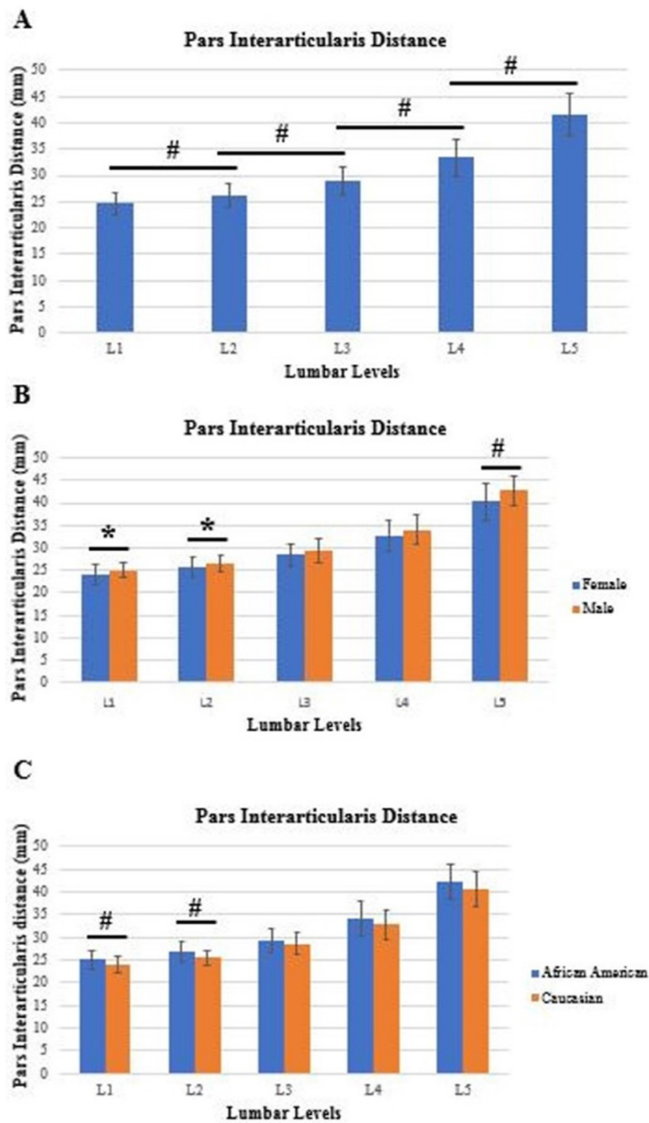 A
Pars Interarticularis Distance
Pars Interarticularis Distance (mm)
50
45
40
35
30
25
20
15
10
5
0
# # # #
L1 L2 L3 L4 L5
Lumbar Levels
B
Pars Interarticularis Distance
Pars Interarticularis Distance (mm)
50
45
40
35
30
25
20
15
10
5
0
* * #
Female
Male
L1 L2 L3 L4 L5
Lumbar Levels
C
Pars Interarticularis Distance
Pars Interarticularis distance (mm)
50
45
40
35
30
25
20
15
10
5
0
# #
African American
Caucasian
L1 L2 L3 L4 L5
Lumbar Levels